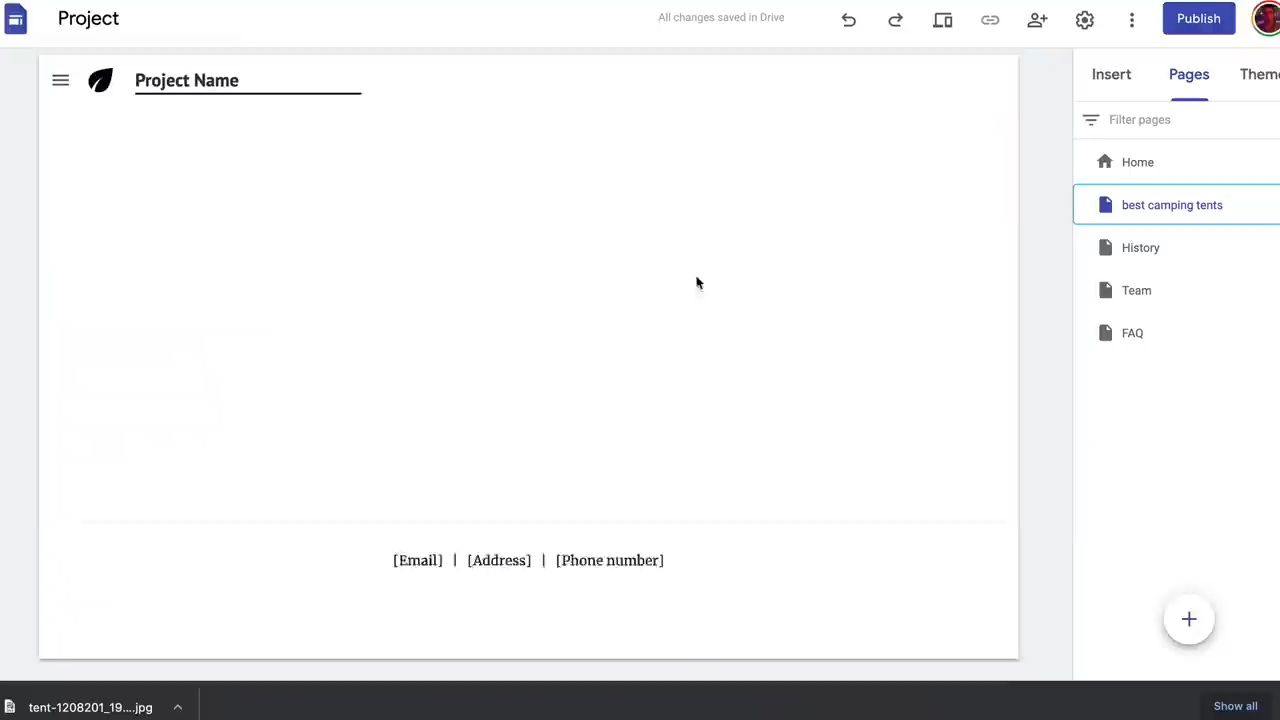 Project
All changes saved in Drive
Publish
Project Name
Insert
Pages
Theme
Filter pages
Home
best camping tents
History
Team
FAQ
[Email] | [Address] | [Phone number]
tent-1208201_19....jpg
Show all